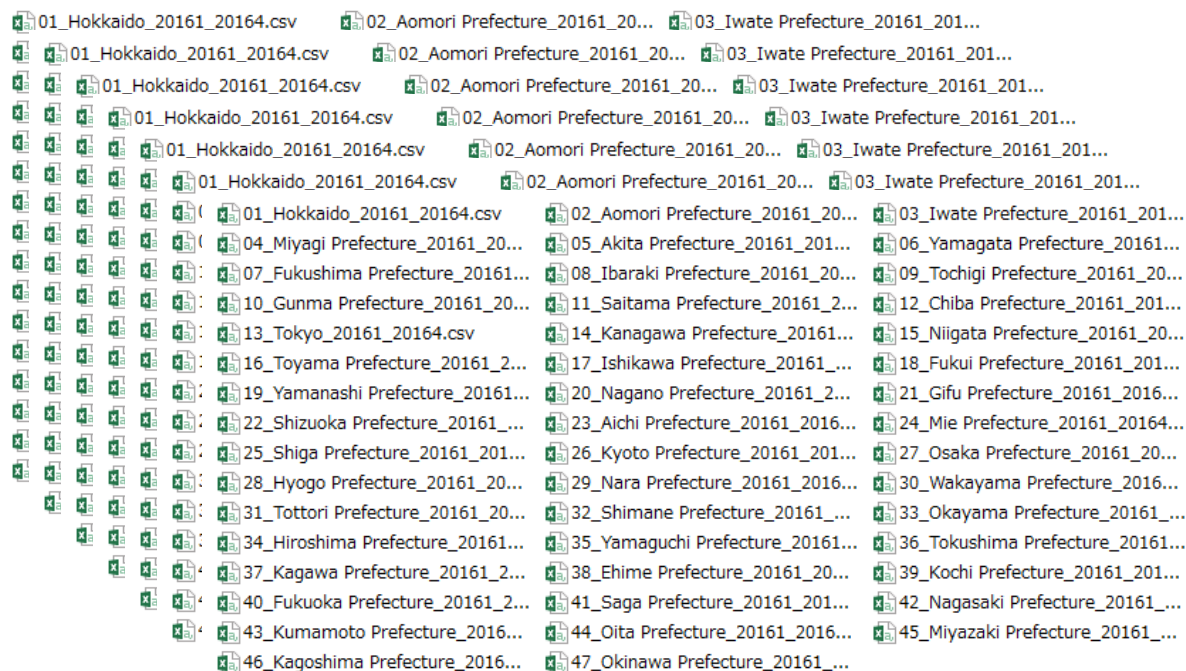 01_Hokkaido_20161_20164.csv 02_Aomori Prefecture_20161_20... 03_Iwate Prefecture_20161_201...
01_Hokkaido_20161_20164.csv 02_Aomori Prefecture_20161_20... 03_Iwate Prefecture_20161_201...
01_Hokkaido_20161_20164.csv 02_Aomori Prefecture_20161_20... 03_Iwate Prefecture_20161_201...
01_Hokkaido_20161_20164.csv 02_Aomori Prefecture_20161_20... 03_Iwate Prefecture_20161_201...
01_Hokkaido_20161_20164.csv 02_Aomori Prefecture_20161_20... 03_Iwate Prefecture_20161_201...
01_Hokkaido_20161_20164.csv 02_Aomori Prefecture_20161_20... 03_Iwate Prefecture_20161_201...
01_Hokkaido_20161_20164.csv 02_Aomori Prefecture_20161_20... 03_Iwate Prefecture_20161_201...
04_Miyagi Prefecture_20161_20... 05_Akita Prefecture_20161_201... 06_Yamagata Prefecture_20161...
07_Fukushima Prefecture_20161... 08_Ibaraki Prefecture_20161_20... 09_Tochigi Prefecture_20161_20...
10_Gunma Prefecture_20161_20... 11_Saitama Prefecture_20161_2... 12_Chiba Prefecture_20161_201...
13_Tokyo_20161_20164.csv 14_Kanagawa Prefecture_20161... 15_Niigata Prefecture_20161_20...
16_Toyama Prefecture_20161_2... 17_Ishikawa Prefecture_20161_... 18_Fukui Prefecture_20161_201...
19_Yamanashi Prefecture_20161... 20_Nagano Prefecture_20161_2... 21_Gifu Prefecture_20161_2016...
22_Shizuoka Prefecture_20161_... 23_Aichi Prefecture_20161_2016... 24_Mie Prefecture_20161_20164...
25_Shiga Prefecture_20161_201... 26_Kyoto Prefecture_20161_201... 27_Osaka Prefecture_20161_20...
28_Hyogo Prefecture_20161_20... 29_Nara Prefecture_20161_2016... 30_Wakayama Prefecture_2016...
31_Tottori Prefecture_20161_20... 32_Shimane Prefecture_20161_... 33_Okayama Prefecture_20161_...
34_Hiroshima Prefecture_20161... 35_Yamaguchi Prefecture_20161... 36_Tokushima Prefecture_20161...
37_Kagawa Prefecture_20161_2... 38_Ehime Prefecture_20161_20... 39_Kochi Prefecture_20161_201...
40_Fukuoka Prefecture_20161_2... 41_Saga Prefecture_20161_201... 42_Nagasaki Prefecture_20161_...
43_Kumamoto Prefecture_2016... 44_Oita Prefecture_20161_2016... 45_Miyazaki Prefecture_20161_...
46_Kagoshima Prefecture_2016... 47_Okinawa Prefecture_20161_...